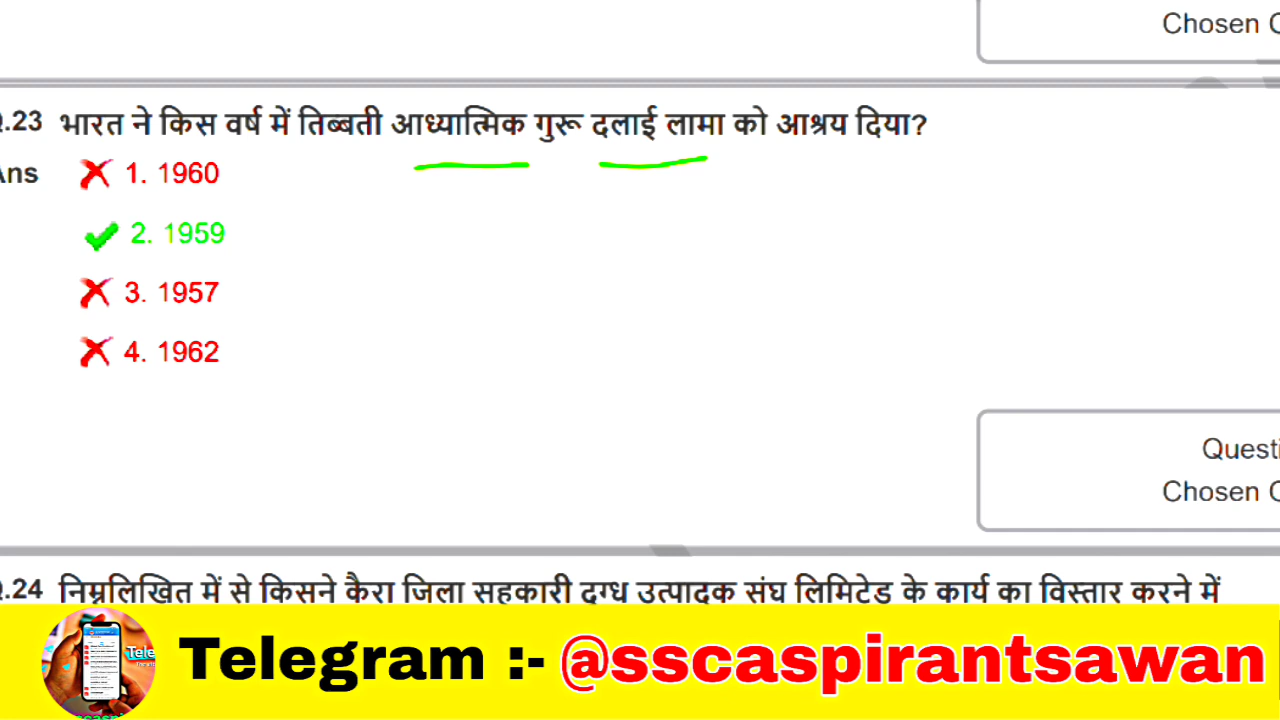 Chosen
.23 भारत ने किस वर्ष में तिब्बती आध्यात्मिक गुरू दलाई लामा को आश्रय दिया?
Ans 1. 1960
2. 1959
3. 1957
4. 1962
Questi
Chosen
.24 निम्नलिखित में से किसने कैरा जिला सहकारी दुग्ध उत्पादक संघ लिमिटेड के कार्य का विस्तार करने में
Telegram :- @sscaspirantsawan